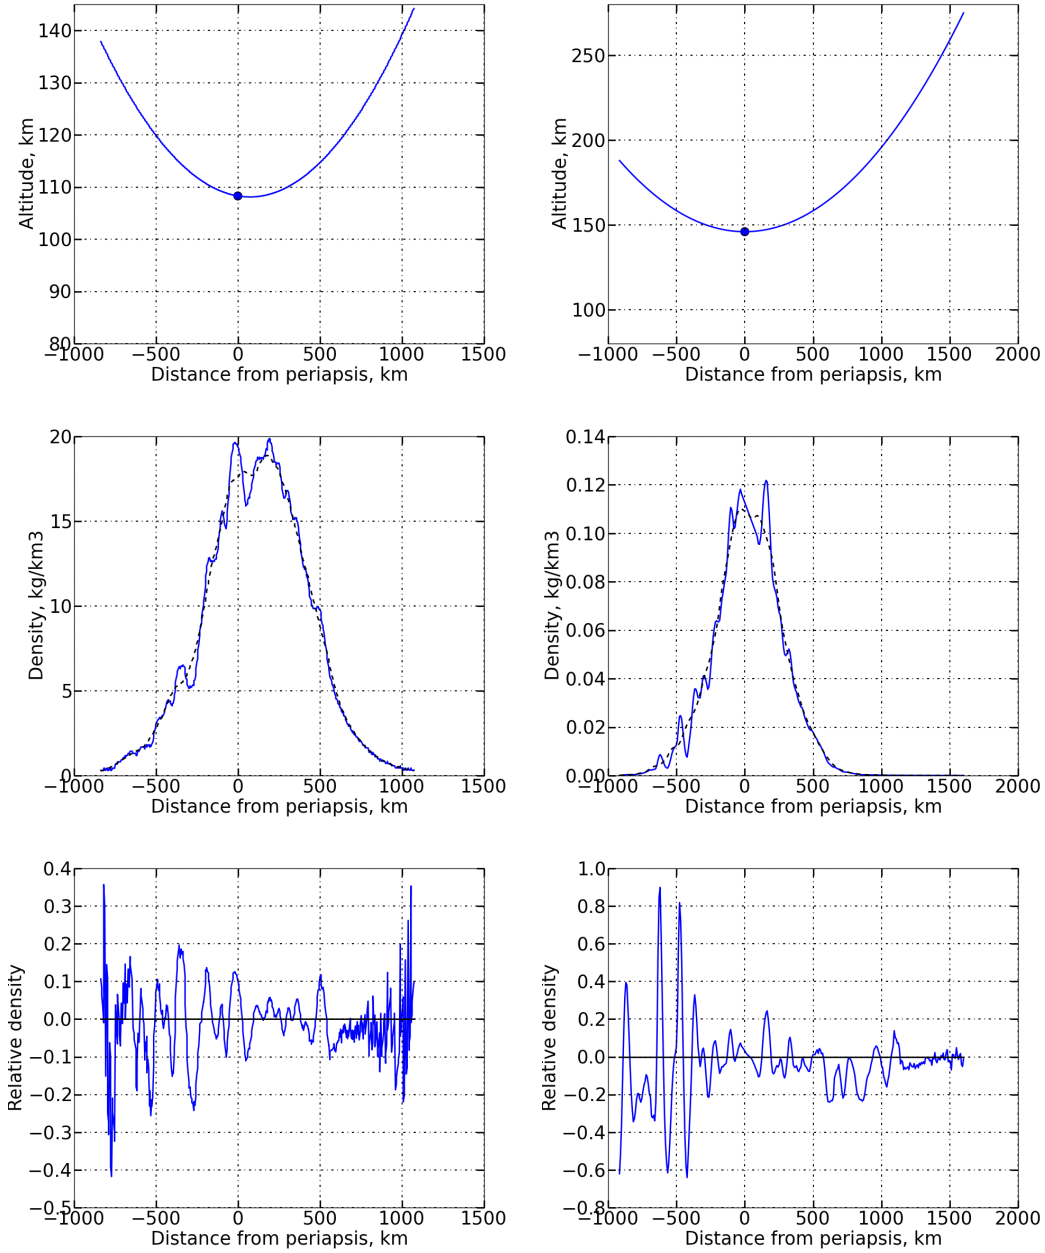 140
130
120
110
100
90
80
Altitude, km
−1000 −500 0 500 1000 1500
Distance from periapsis, km
250
200
150
100
Altitude, km
−1000 −500 0 500 1000 1500 2000
Distance from periapsis, km
20
15
10
5
0
Density, kg/km3
−1000 −500 0 500 1000 1500
Distance from periapsis, km
0.14
0.12
0.10
0.08
0.06
0.04
0.02
0.00
Density, kg/km3
−1000 −500 0 500 1000 1500 2000
Distance from periapsis, km
0.4
0.3
0.2
0.1
0.0
−0.1
−0.2
−0.3
−0.4
−0.5
Relative density
−1000 −500 0 500 1000 1500
Distance from periapsis, km
1.0
0.8
0.6
0.4
0.2
0.0
−0.2
−0.4
−0.6
−0.8
Relative density
−1000 −500 0 500 1000 1500 2000
Distance from periapsis, km